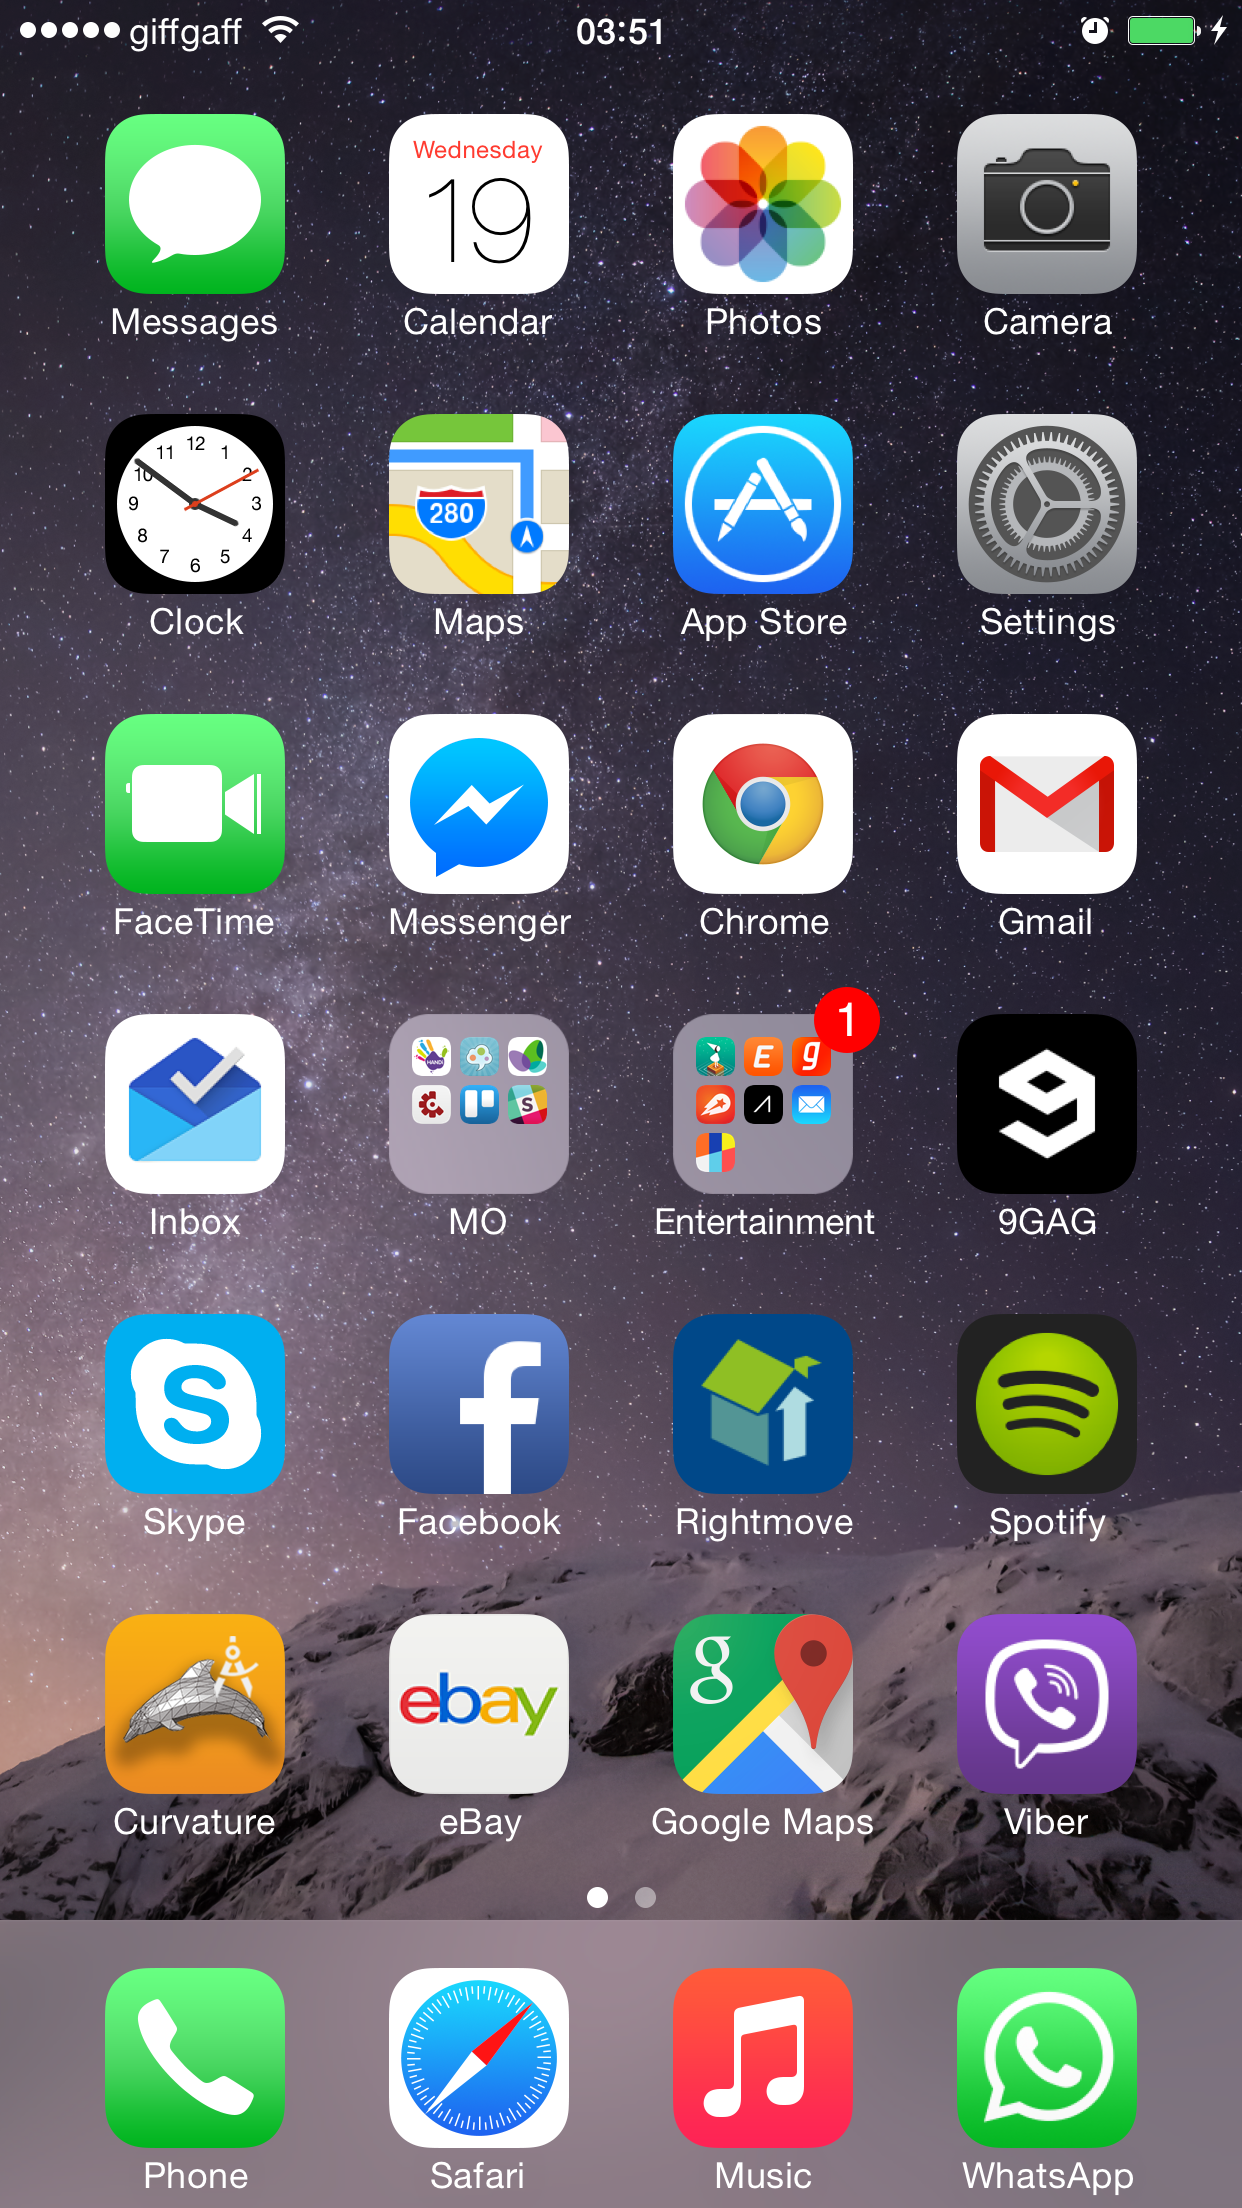 giffgaff 03:51
Wednesday
19
Messages Calendar Photos Camera
12
11 1
10 2
9 3
8 4
7 5
6
280
Clock Maps App Store Settings
FaceTime Messenger Chrome Gmail
1
HANDi
E g
S
Inbox MO Entertainment 9GAG
S f
Skype Facebook Rightmove Spotify
g
ebay
Curvature eBay Google Maps Viber
Phone Safari Music WhatsApp